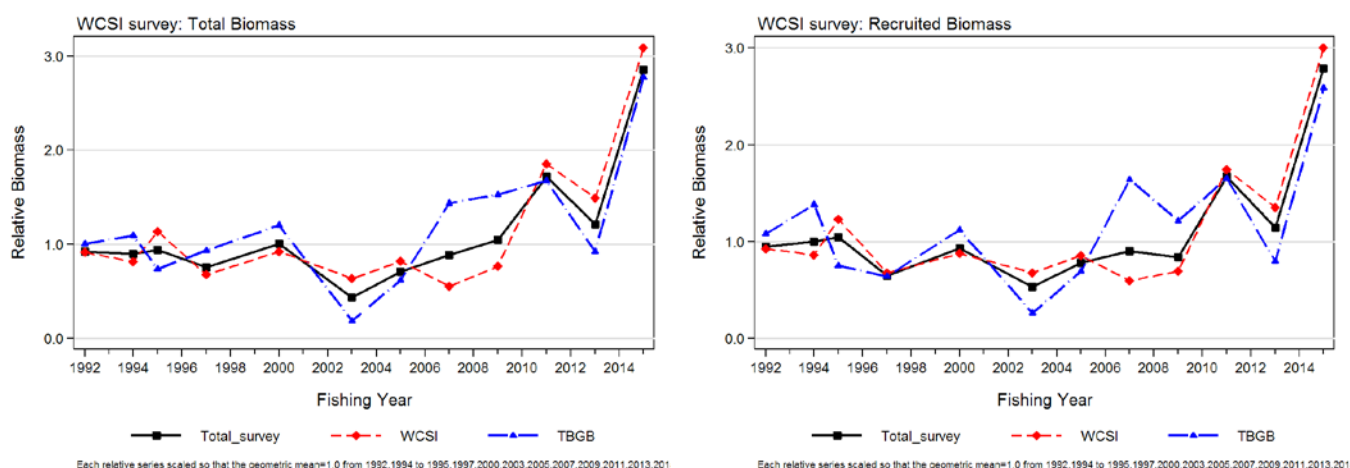 WCSI survey: Total Biomass
Relative Biomass
3.0
2.0
1.0
0.0
1992 1994 1996 1998 2000 2002 2004 2006 2008 2010 2012 2014
Fishing Year
Total_survey WCSI TBGB
Each relative series scaled so that the geometric mean=1.0 from 1992,1994 to 1995,1997,2000,2003,2005,2007,2009,2011,2013,201
WCSI survey: Recruited Biomass
Relative Biomass
3.0
2.0
1.0
0.0
1992 1994 1996 1998 2000 2002 2004 2006 2008 2010 2012 2014
Fishing Year
Total_survey WCSI TBGB
Each relative series scaled so that the geometric mean=1.0 from 1992,1994 to 1995,1997,2000,2003,2005,2007,2009,2011,2013,201